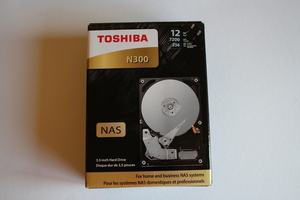 TOSHIBA
N300
12
7200
256
NAS
3.5-inch Hard Drive
Disque dur de 3,5 pouces
For home and business NAS systems
Pour les systèmes NAS domestiques et professionnels